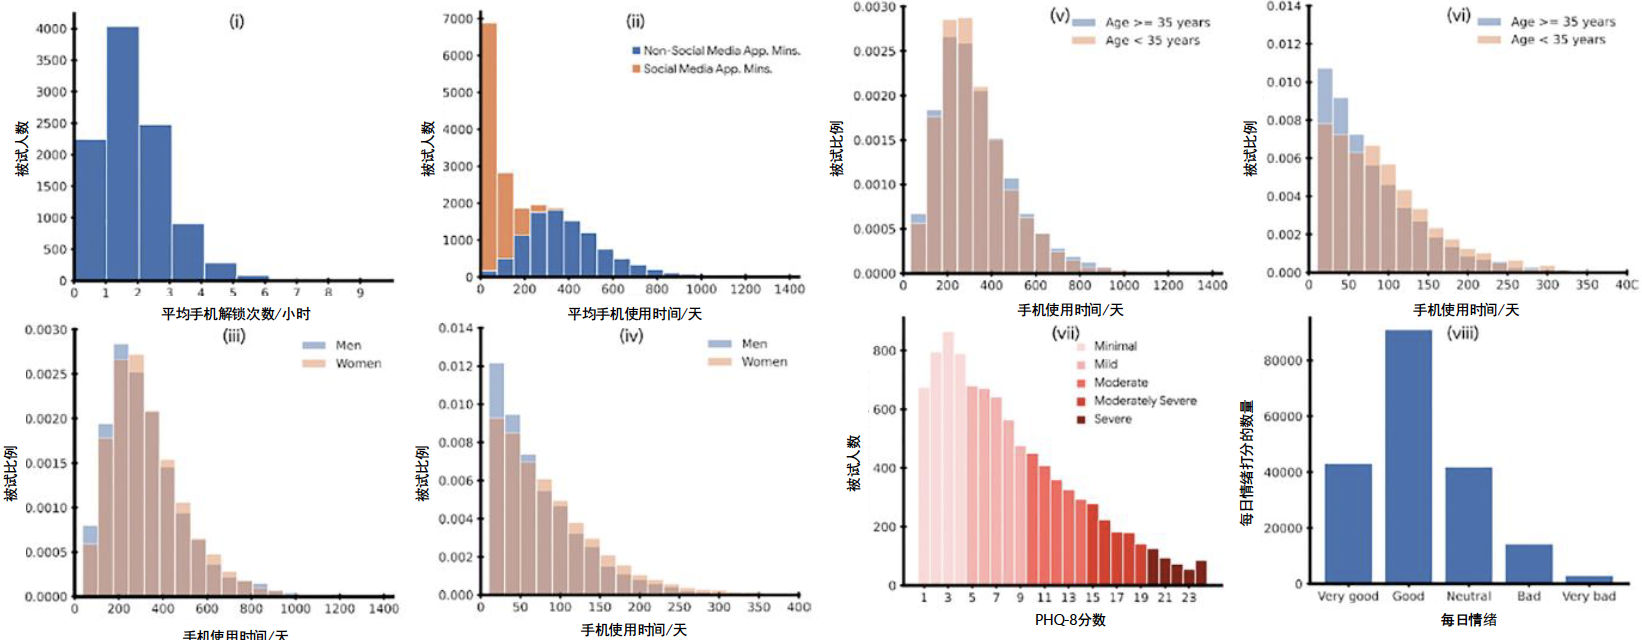 (i)
4000
3500
3000
2500
2000
1500
1000
500
0
被试人数
0 1 2 3 4 5 6 7 8 9
平均手机解锁次数/小时
(ii)
7000
6000
5000
4000
3000
2000
1000
0
被试人数
Non-Social Media App. Mins.
Social Media App. Mins.
0 200 400 600 800 1000 1200 1400
平均手机使用时间/天
(v)
0.0030
0.0025
0.0020
0.0015
0.0010
0.0005
0.0000
被试比例
Age >= 35 years
Age < 35 years
0 200 400 600 800 1000 1200 1400
手机使用时间/天
(vi)
0.014
0.012
0.010
0.008
0.006
0.004
0.002
0.000
被试比例
Age >= 35 years
Age < 35 years
0 50 100 150 200 250 300 350 40C
手机使用时间/天
(iii)
0.0030
0.0025
0.0020
0.0015
0.0010
0.0005
0.0000
被试比例
Men
Women
0 200 400 600 800 1000 1200 1400
手机使用时间/天
(iv)
0.014
0.012
0.010
0.008
0.006
0.004
0.002
0.000
被试比例
Men
Women
0 50 100 150 200 250 300 350 400
手机使用时间/天
(vii)
800
600
400
200
0
被试人数
Minimal
Mild
Moderate
Moderately Severe
Severe
1 3 5 7 9 11 13 15 17 19 21 23
PHQ-8分数
(viii)
80000
60000
40000
20000
0
每日情绪打分的数量
Very good Good Neutral Bad Very bad
每日情绪